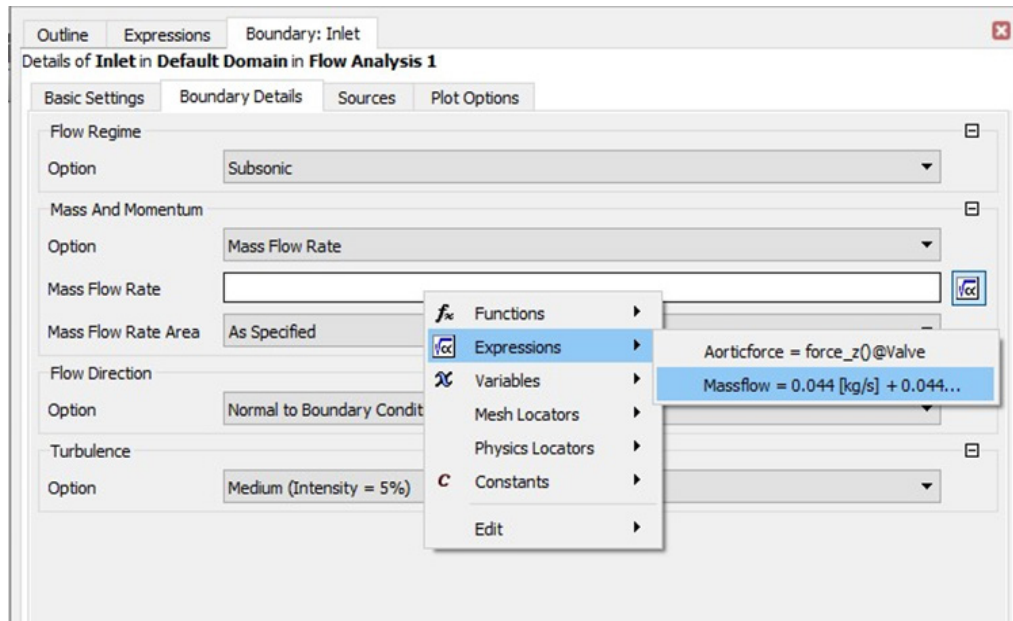 Outline Expressions Boundary: Inlet
Details of Inlet in Default Domain in Flow Analysis 1
Basic Settings Boundary Details Sources Plot Options
Flow Regime
Option Subsonic
Mass And Momentum
Option Mass Flow Rate
Mass Flow Rate
Mass Flow Rate Area As Specified
Flow Direction
Option Normal to Boundary Condit
Turbulence
Option Medium (Intensity = 5%)
Functions
Expressions
Variables
Mesh Locators
Physics Locators
C Constants
Edit
Aorticforce = force_z()@Valve
Massflow = 0.044 [kg/s] + 0.044...